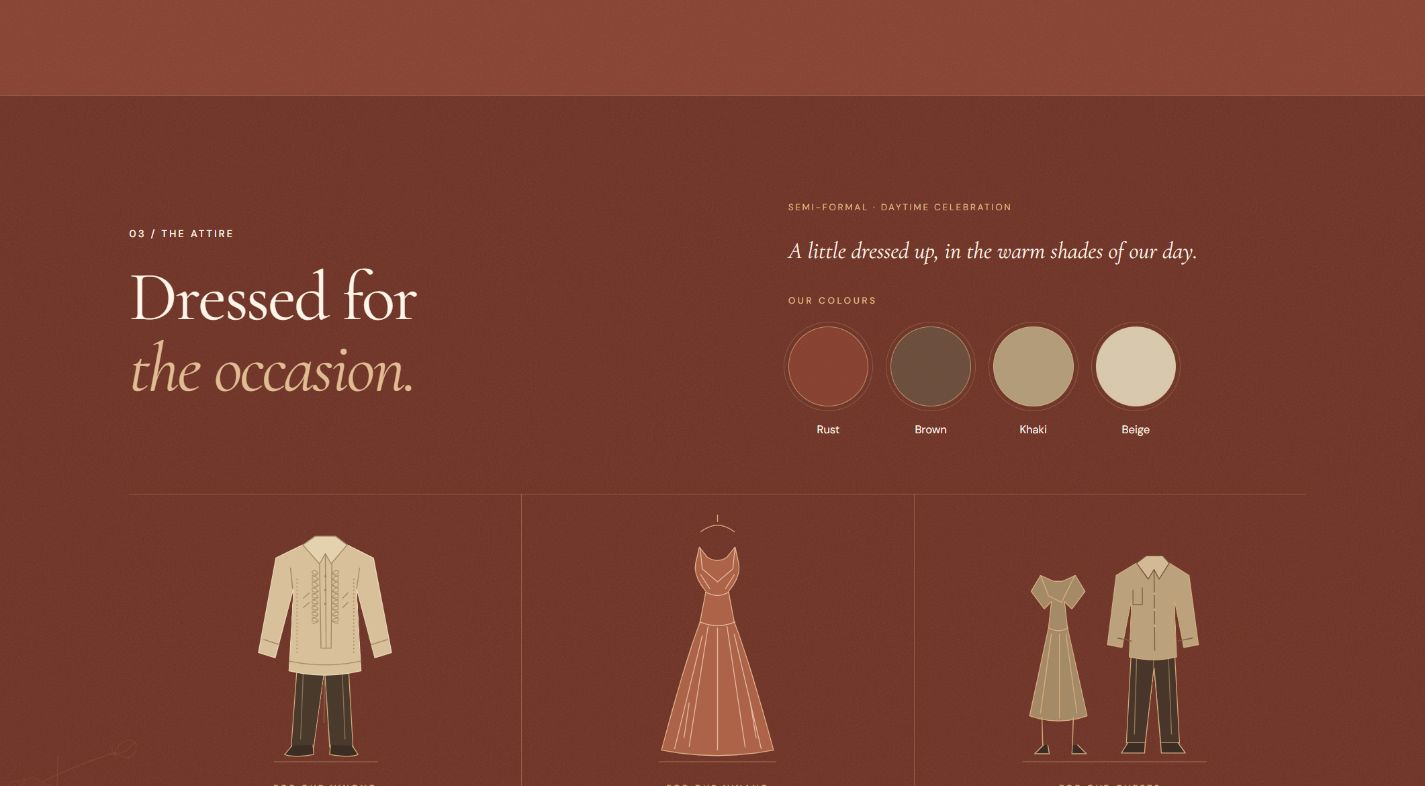 03 / THE ATTIRE
Dressed for
the occasion.
SEMI-FORMAL · DAYTIME CELEBRATION
A little dressed up, in the warm shades of our day.
OUR COLOURS
Rust
Brown
Khaki
Beige